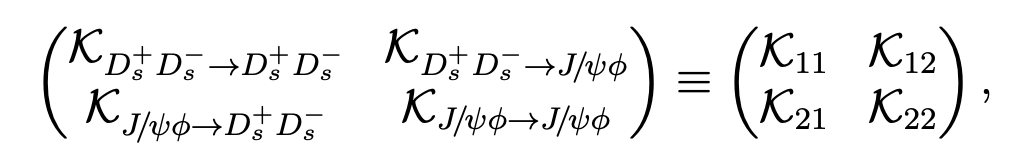 \begin{pmatrix} \mathcal{K}_{D_s^+ D_s^- \to D_s^+ D_s^-} & \mathcal{K}_{D_s^+ D_s^- \to J/\psi\phi} \\ \mathcal{K}_{J/\psi\phi \to D_s^+ D_s^-} & \mathcal{K}_{J/\psi\phi \to J/\psi\phi} \end{pmatrix} \equiv \begin{pmatrix} \mathcal{K}_{11} & \mathcal{K}_{12} \\ \mathcal{K}_{21} & \mathcal{K}_{22} \end{pmatrix},